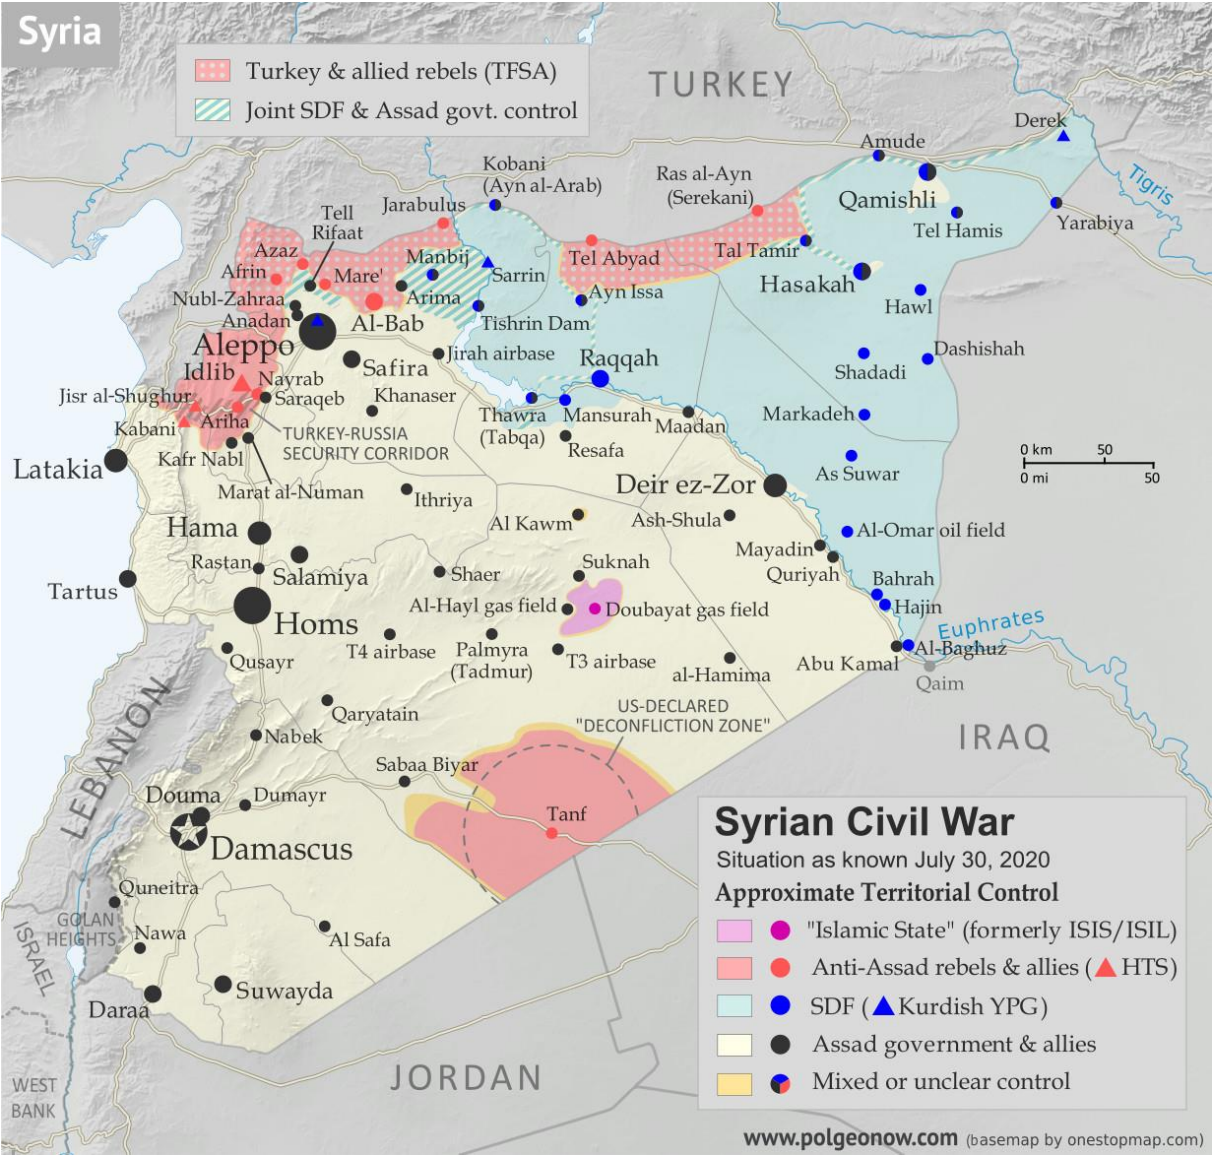 Syria
Turkey & allied rebels (TFSA)
Joint SDF & Assad govt. control
TURKEY
Derek
Amude
Kobani
(Ayn al-Arab)
Ras al-Ayn
(Serekani)
Tigris
Qamishli
Jarabulus
Tell
Rifaat
Tel Hamis
Yarabiya
Azaz
Manbij
Tel Abyad
Tal Tamir
Afrin
Mare'
Sarrin
Hasakah
Nubl-Zahraa
Arima
Ayn Issa
Hawl
Anadan
Al-Bab
Tishrin Dam
Aleppo
Jirah airbase
Raqqah
Dashishah
Safira
Shadadi
Idlib
Nayrab
Jisr al-Shughur
Saraqeb
Khanaser
Thawra
(Tabqa)
Mansurah
Maadan
Markadeh
Kabani
Ariha
TURKEY-RUSSIA
SECURITY CORRIDOR
Resafa
0 km
50
0 mi
50
Kafr Nabl
Latakia
As Suwar
Deir ez-Zor
Marat al-Numan
Ithriya
Hama
Al Kawm
Ash-Shula
Al-Omar oil field
Rastan
Mayadin
Salamiya
Suknah
Quriyah
Shaer
Bahrah
Tartus
Al-Hayl gas field
Doubayat gas field
Hajin
Homs
Euphrates
T4 airbase
Palmyra
(Tadmur)
T3 airbase
Al-Baghuz
Qusayr
al-Hamima
Abu Kamal
Qaim
LEBANON
Qaryatain
US-DECLARED
"DECONFLICTION ZONE"
Nabek
IRAQ
Sabaa Biyar
Douma
Dumayr
Tanf
Damascus
Quneitra
GOLAN
HEIGHTS
Nawa
Al Safa
ISRAEL
Suwayda
Daraa
WEST
BANK
JORDAN
Syrian Civil War
Situation as known July 30, 2020
Approximate Territorial Control
"Islamic State" (formerly ISIS/ISIL)
Anti-Assad rebels & allies ( HTS)
SDF ( Kurdish YPG)
Assad government & allies
Mixed or unclear control
www.polgeonow.com (basemap by onestopmap.com)